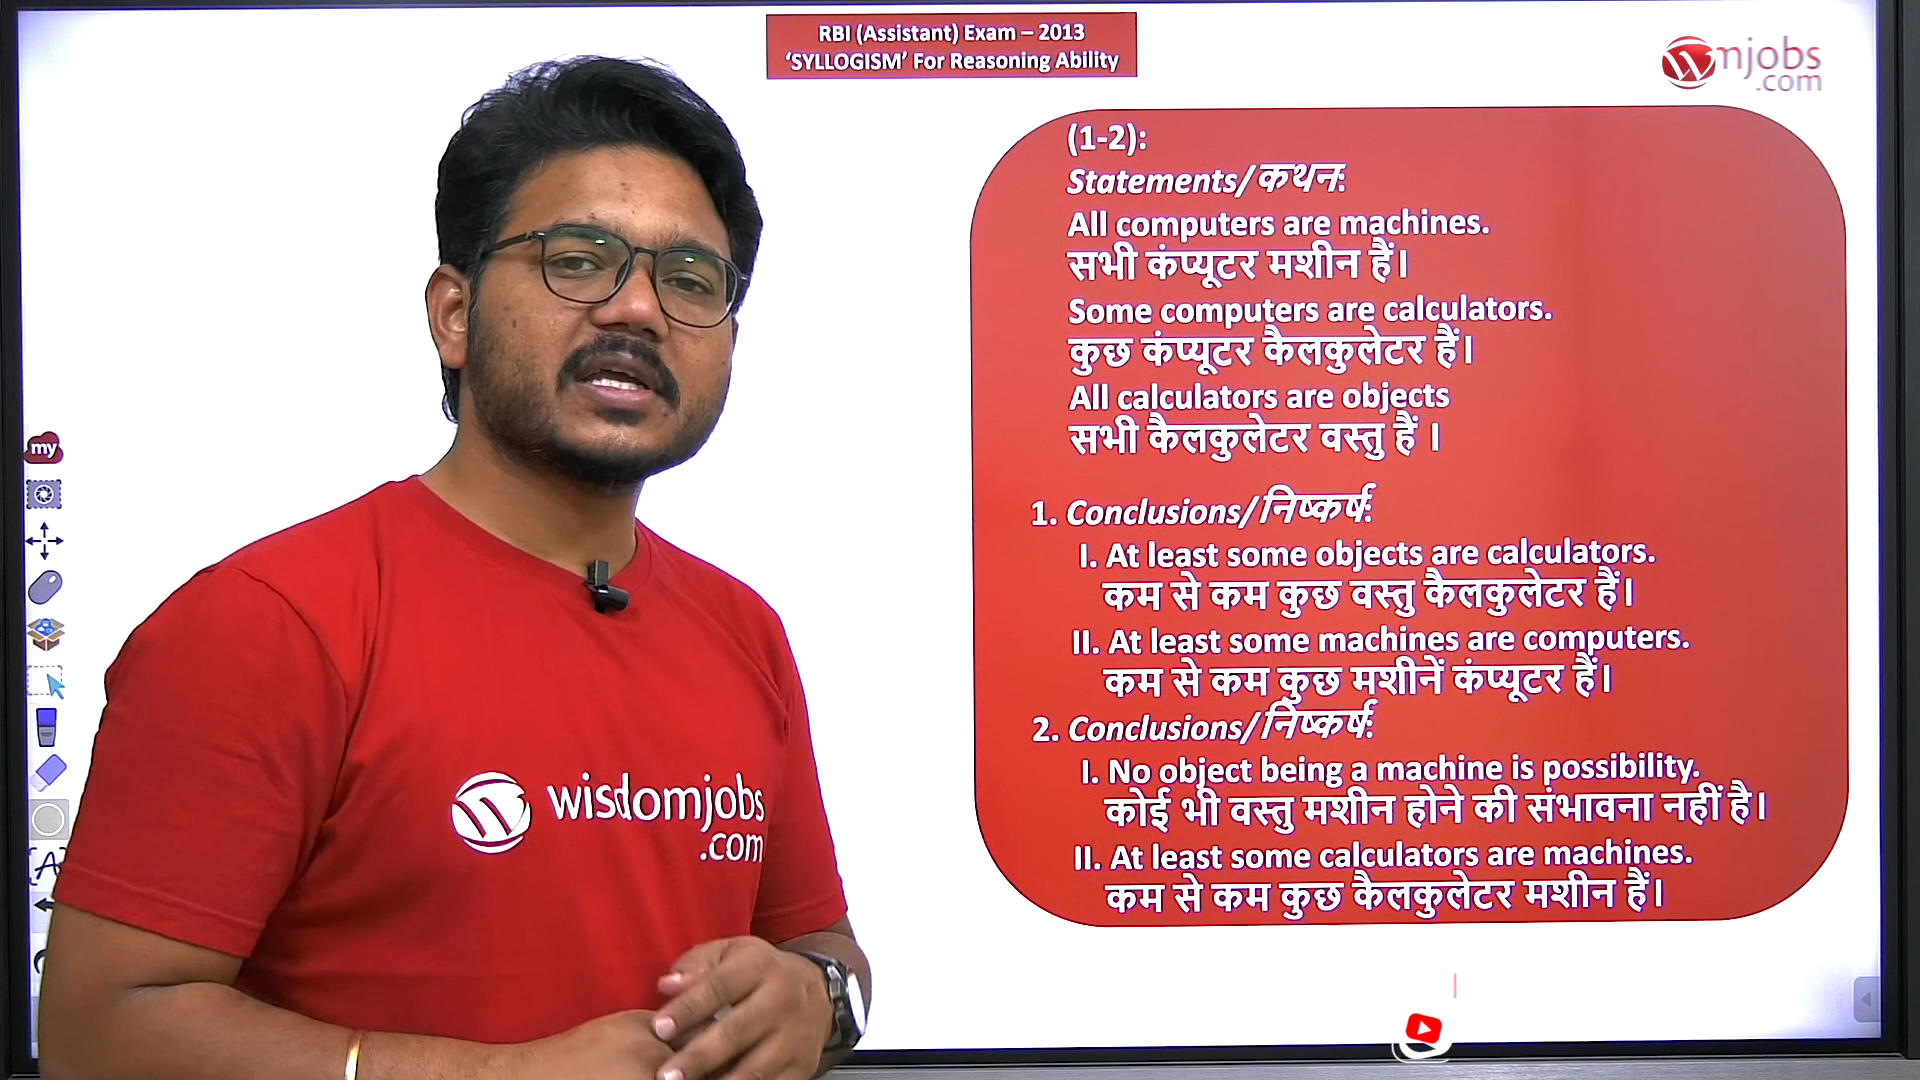 RBI (Assistant) Exam – 2013
‘SYLLOGISM’ For Reasoning Ability
mjobs
.com
(1-2):
Statements/कथन:
All computers are machines.
सभी कंप्यूटर मशीन हैं।
Some computers are calculators.
कुछ कंप्यूटर कैलकुलेटर हैं।
All calculators are objects
सभी कैलकुलेटर वस्तु हैं ।
1. Conclusions/निष्कर्ष:
I. At least some objects are calculators.
कम से कम कुछ वस्तु कैलकुलेटर हैं।
II. At least some machines are computers.
कम से कम कुछ मशीनें कंप्यूटर हैं।
2. Conclusions/निष्कर्ष:
I. No object being a machine is possibility.
कोई भी वस्तु मशीन होने की संभावना नहीं है।
II. At least some calculators are machines.
कम से कम कुछ कैलकुलेटर मशीन हैं।
my
[A]
wisdomjobs
.com